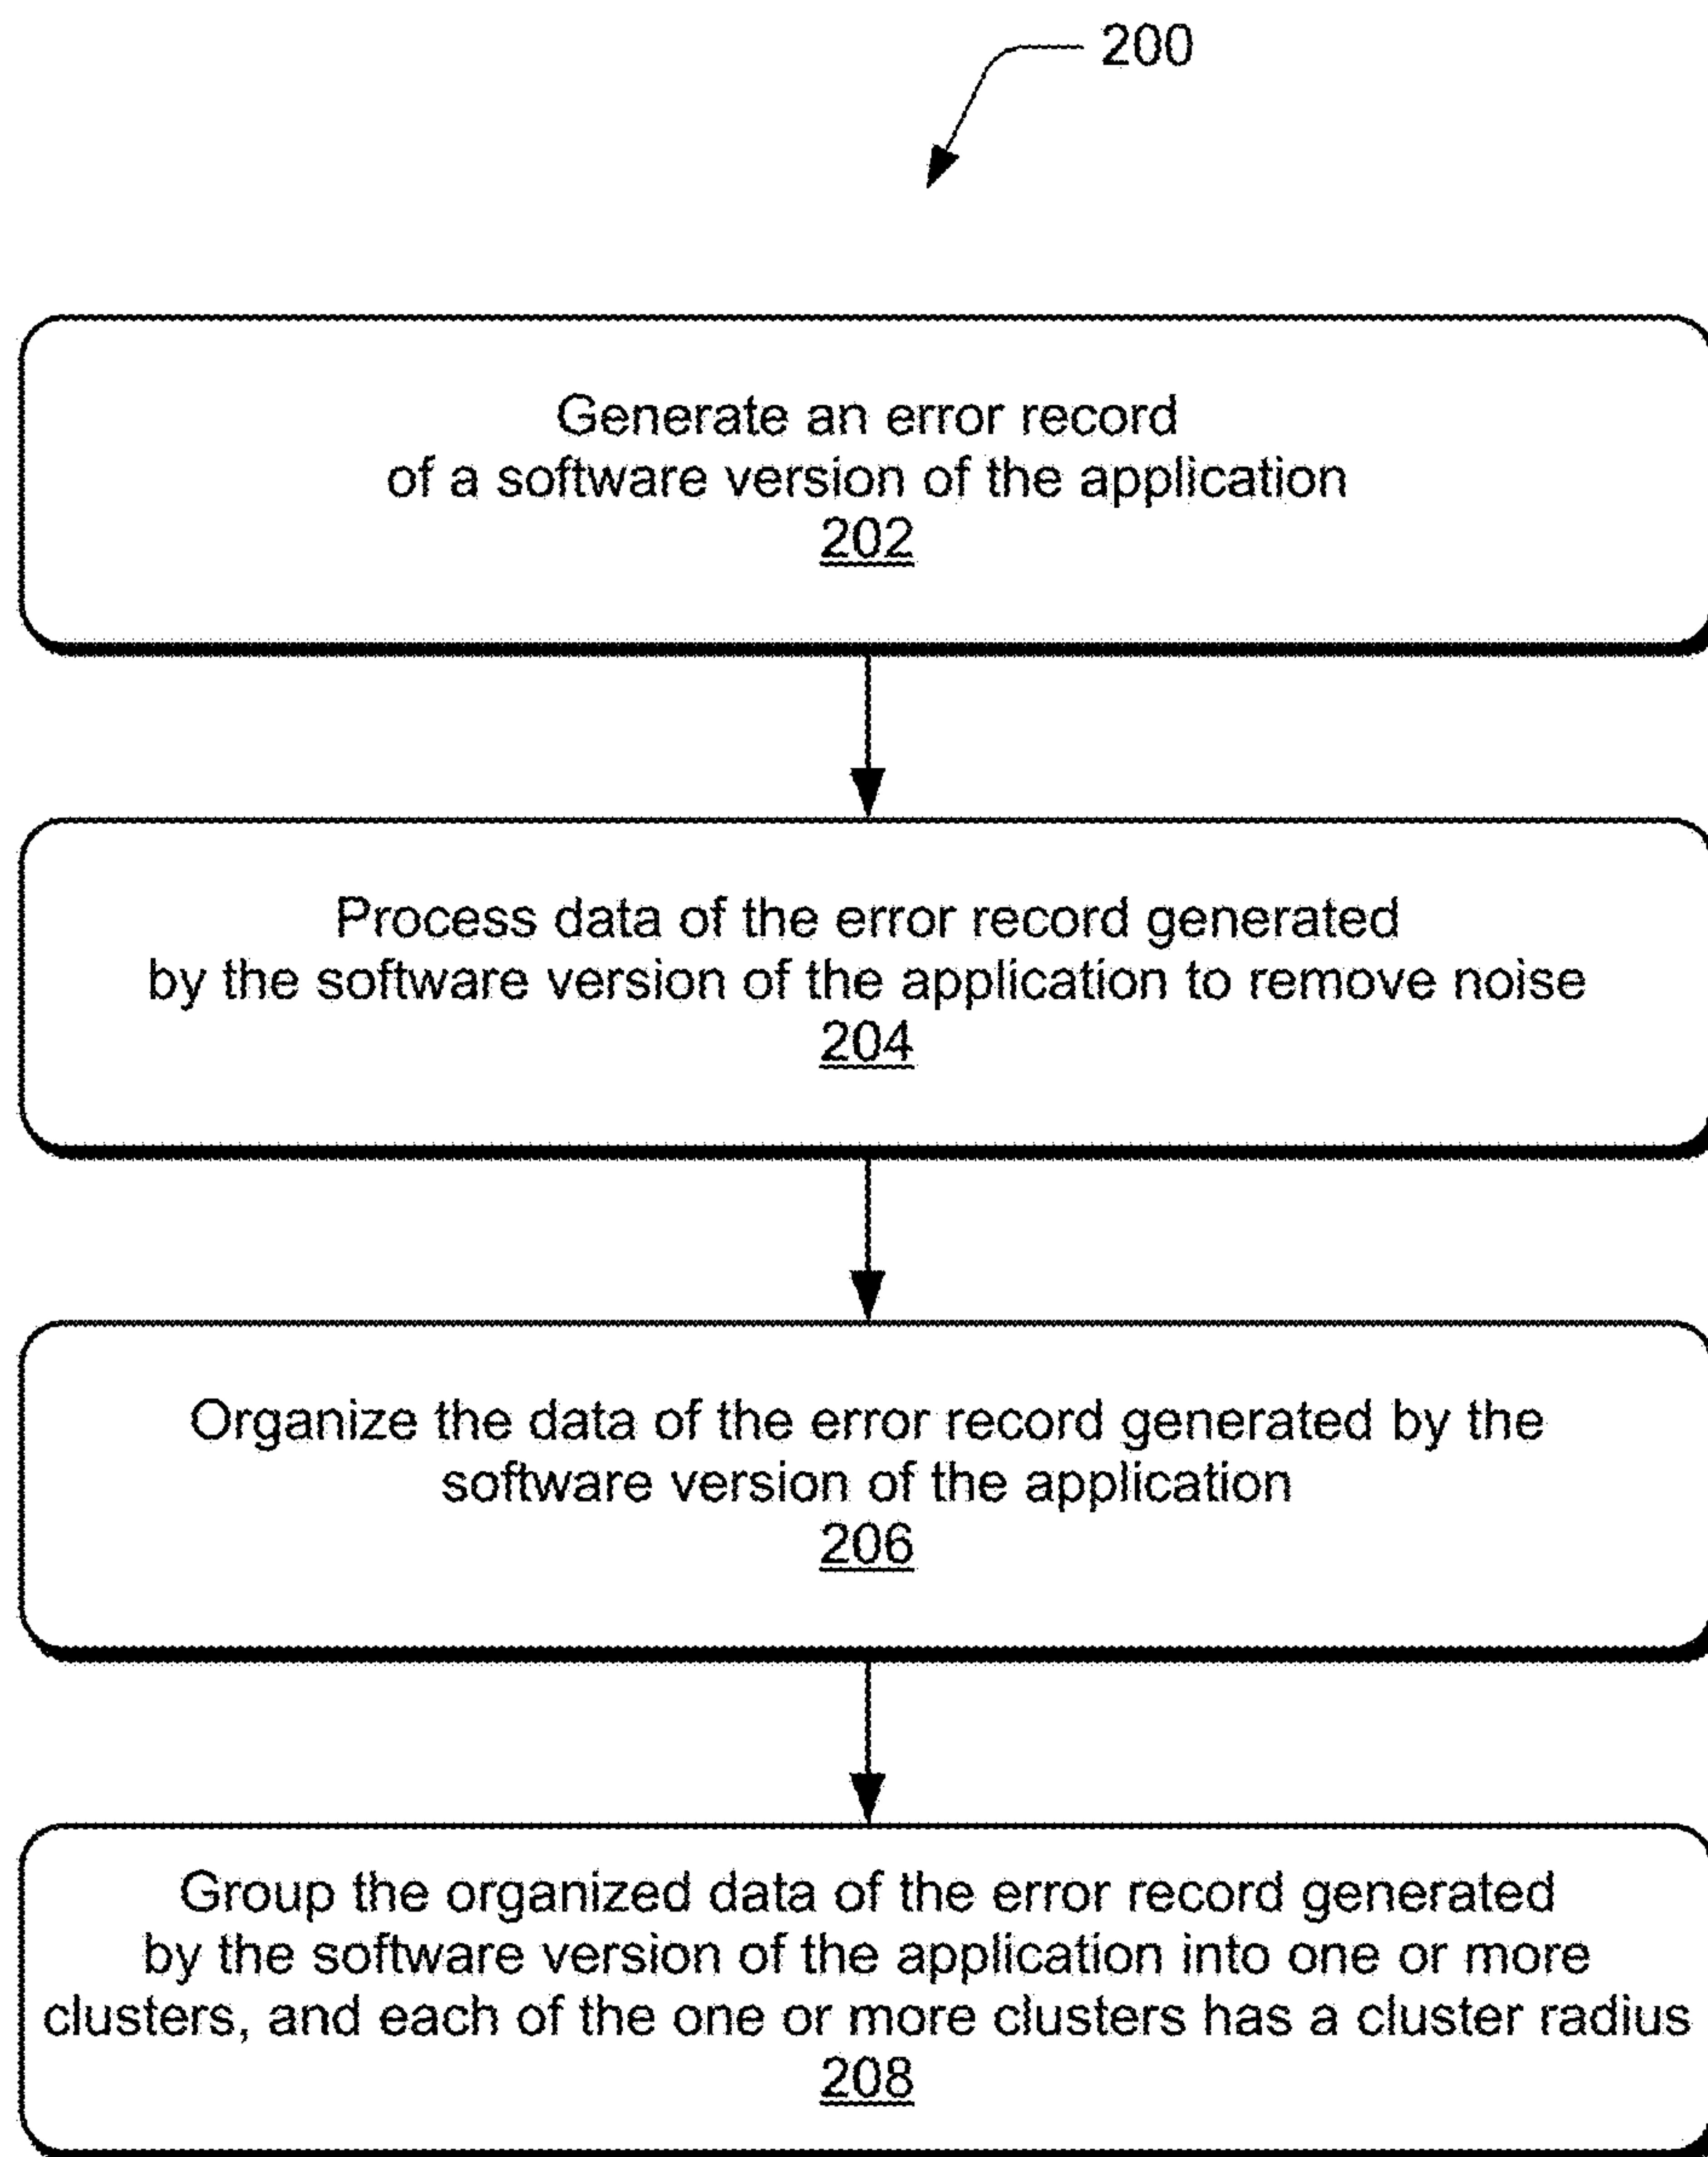 200
Generate an error record
of a software version of the application
202
Process data of the error record generated
by the software version of the application to remove noise
204
Organize the data of the error record generated by the
software version of the application
206
Group the organized data of the error record generated
by the software version of the application into one or more
clusters, and each of the one or more clusters has a cluster radius
208